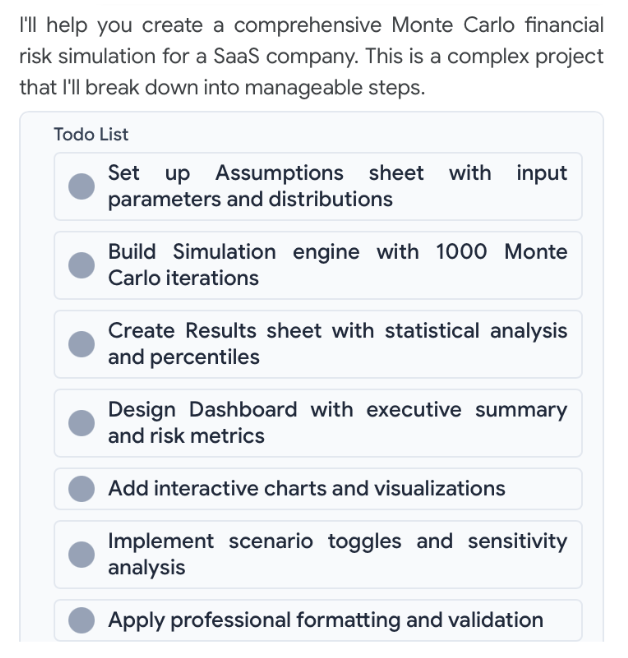 I'll help you create a comprehensive Monte Carlo financial
risk simulation for a SaaS company. This is a complex project
that I'll break down into manageable steps.
Todo List
Set up Assumptions sheet with input
parameters and distributions
Build Simulation engine with 1000 Monte
Carlo iterations
Create Results sheet with statistical analysis
and percentiles
Design Dashboard with executive summary
and risk metrics
Add interactive charts and visualizations
Implement scenario toggles and sensitivity
analysis
Apply professional formatting and validation